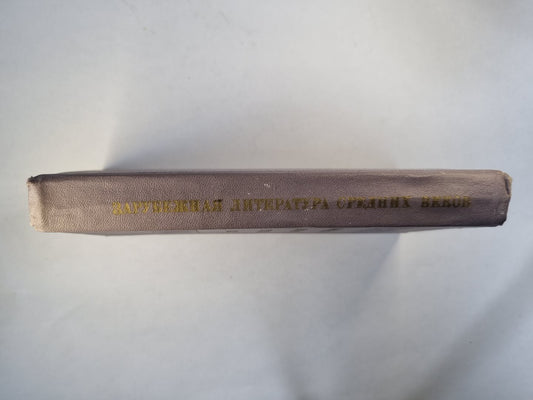 ЗАРУБЕЖНАЯ ЛИТЕРАТУРА СРЕДНИХ ВЕКОВ